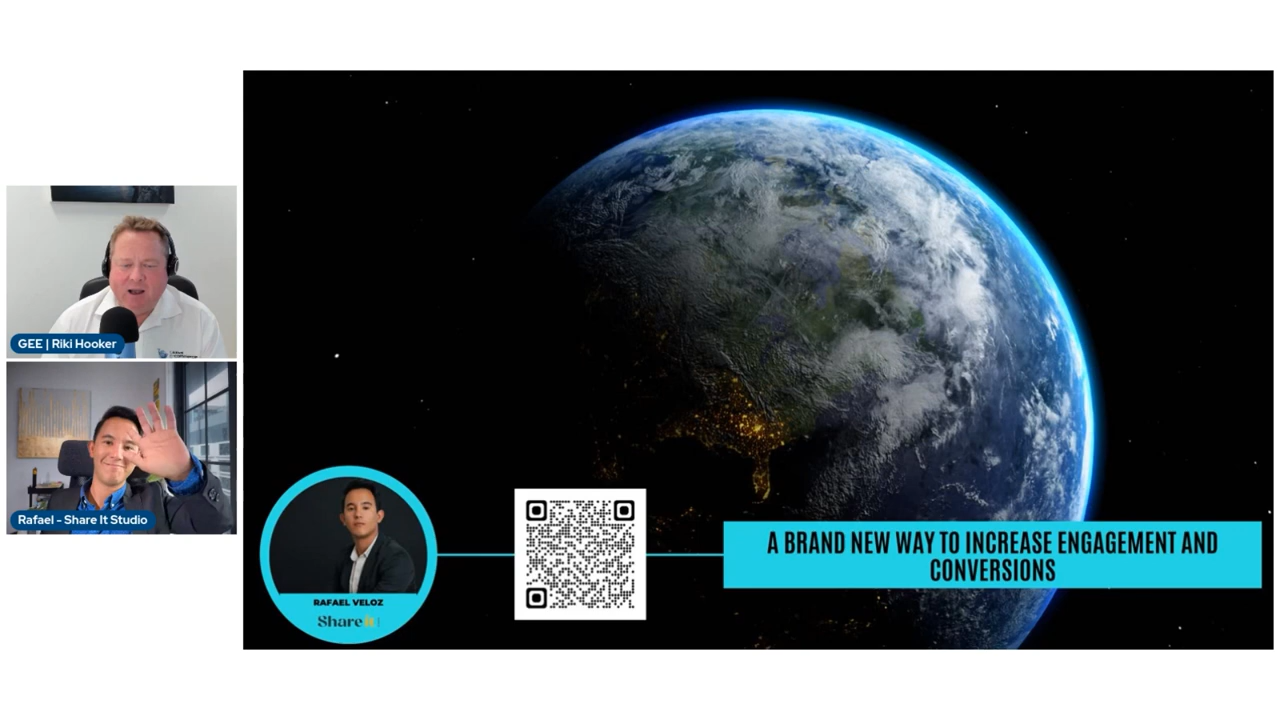 GEE | Riki Hooker
Rafael - Share It Studio
RAFAEL VELOZ
Share it
A BRAND NEW WAY TO INCREASE ENGAGEMENT AND
CONVERSIONS